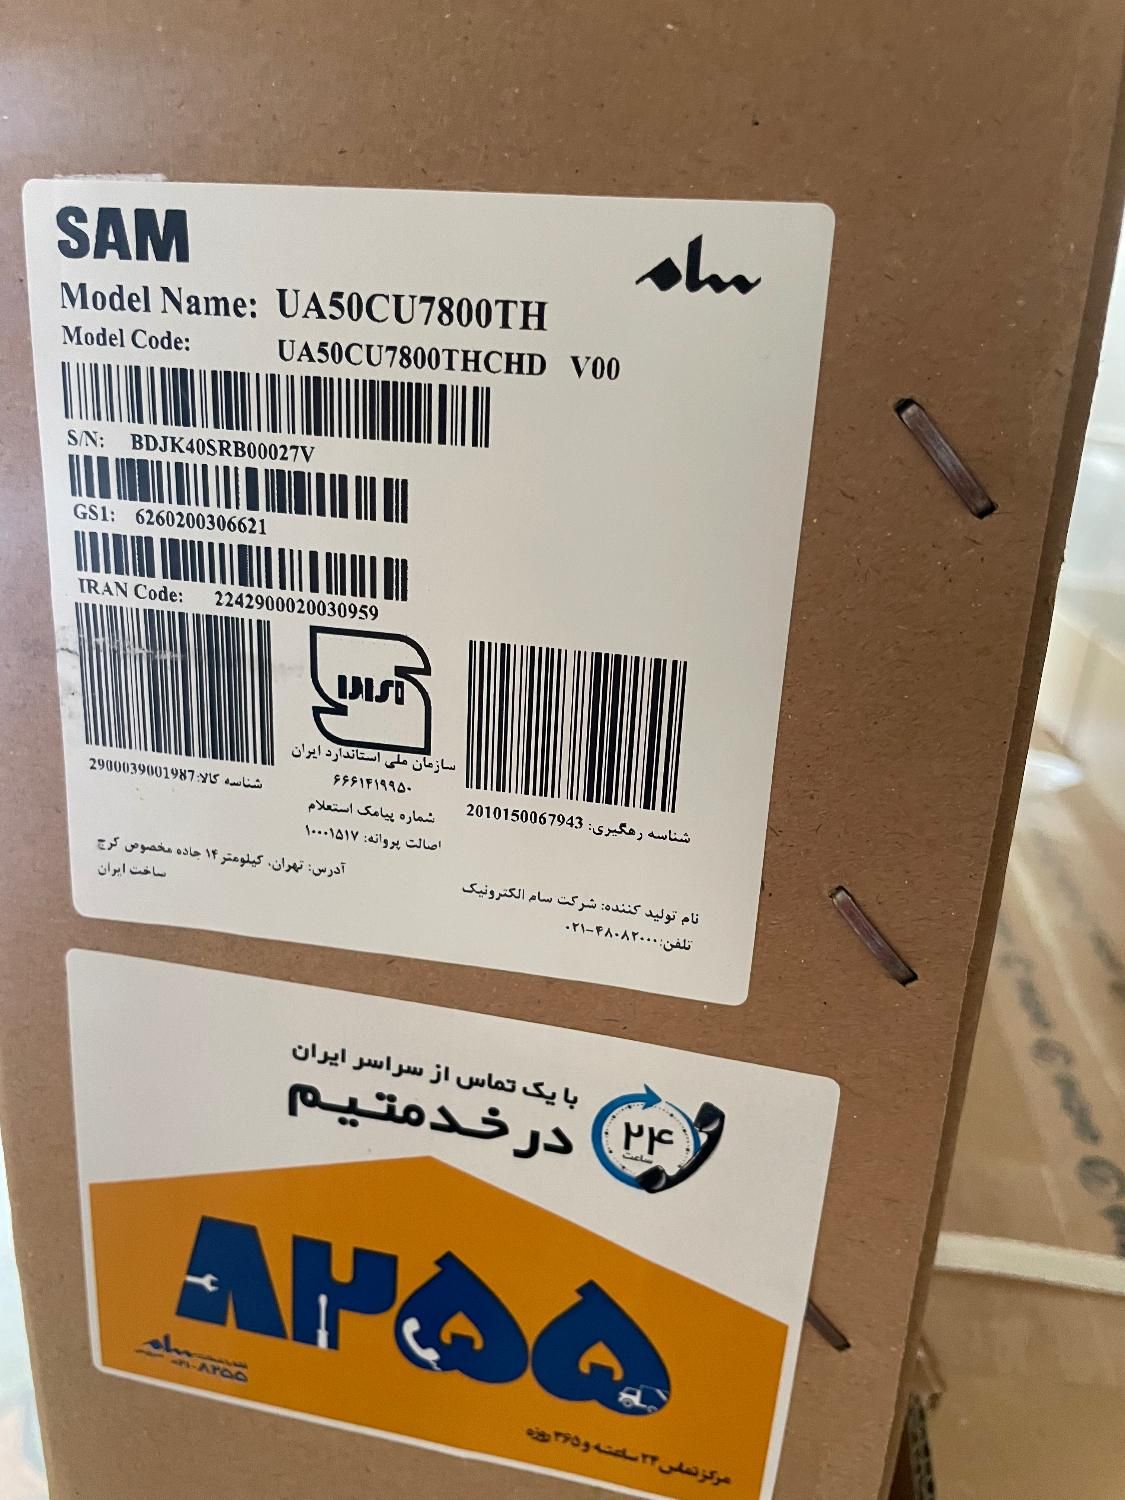 SAM
سام
Model Name: UA50CU7800TH
Model Code: UA50CU7800THCHD V00
S/N: BDJK40SRB00027V
GS1: 6260200306621
IRAN Code: 2242900020030959
شناسه کالا: 2900039001987
سازمان ملی استاندارد ایران
۶۶۶۱۴۱۹۹۵۰
شماره پیامک استعلام
اصالت پروانه: ۱۰۰۰۱۵۱۷
شناسه رهگیری: 2010150067943
آدرس: تهران، کیلومتر ۱۴ جاده مخصوص کرج
ساخت ایران
نام تولید کننده: شرکت سام الکترونیک
تلفن: ۰۲۱-۴۸۰۸۲۰۰۰
با یک تماس از سراسر ایران
در خدمتیم
۲۴
ساعت
۸۲۵۵
سام
۰۲۱-۸۲۵۵
مرکز تماس ۲۴ ساعته و ۳۶۵ روزه